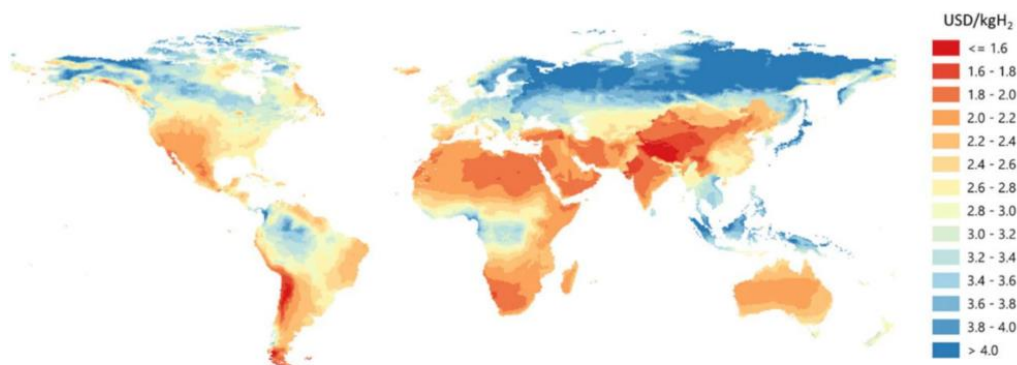 USD/kgH₂
<= 1.6
1.6 - 1.8
1.8 - 2.0
2.0 - 2.2
2.2 - 2.4
2.4 - 2.6
2.6 - 2.8
2.8 - 3.0
3.0 - 3.2
3.2 - 3.4
3.4 - 3.6
3.6 - 3.8
3.8 - 4.0
> 4.0